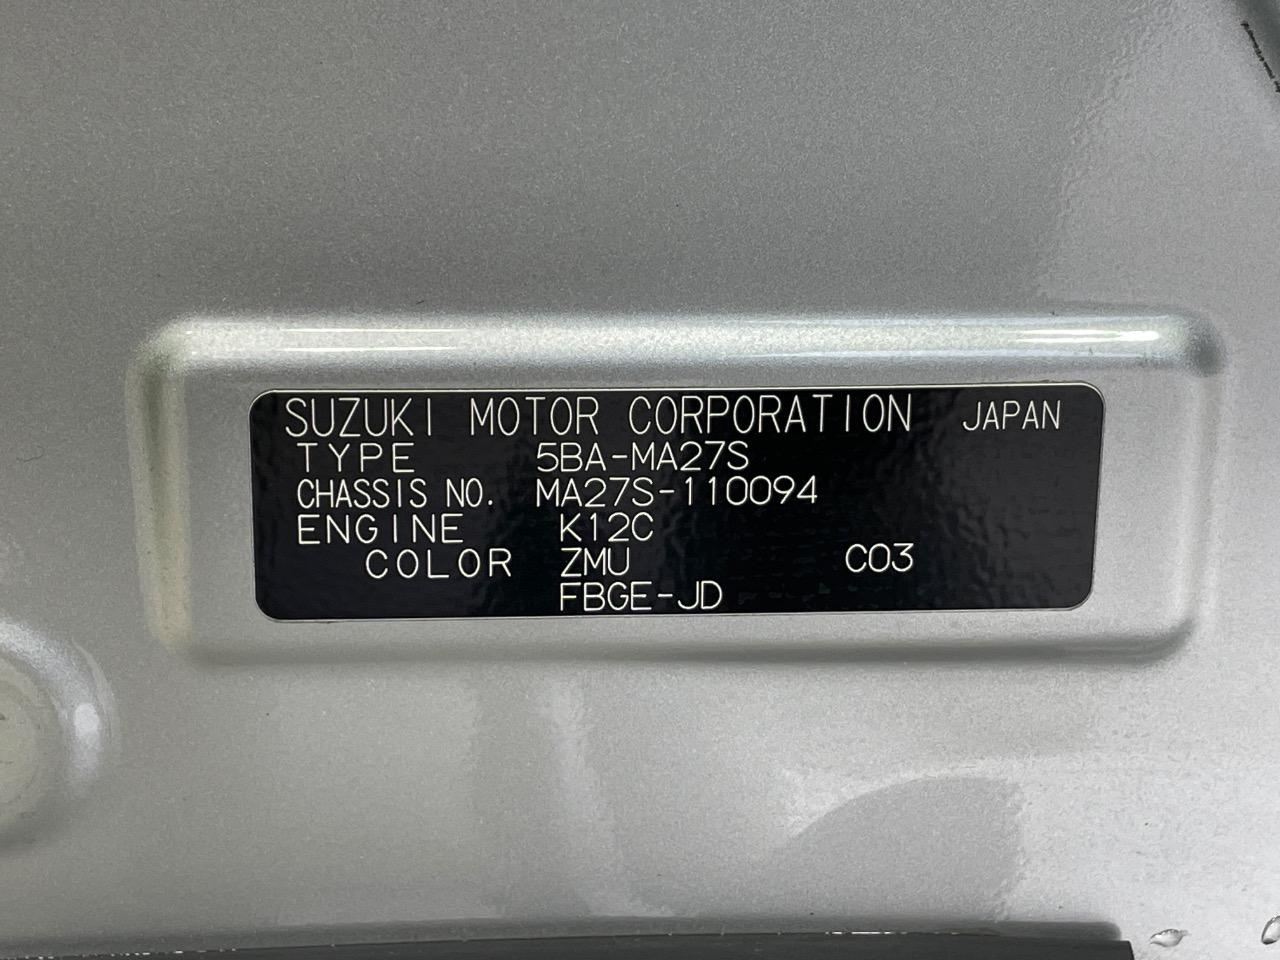 SUZUKI MOTOR CORPORATION JAPAN
TYPE 5BA-MA27S
CHASSIS NO. MA27S-110094
ENGINE K12C
COLOR ZMU C03
FBGE-JD